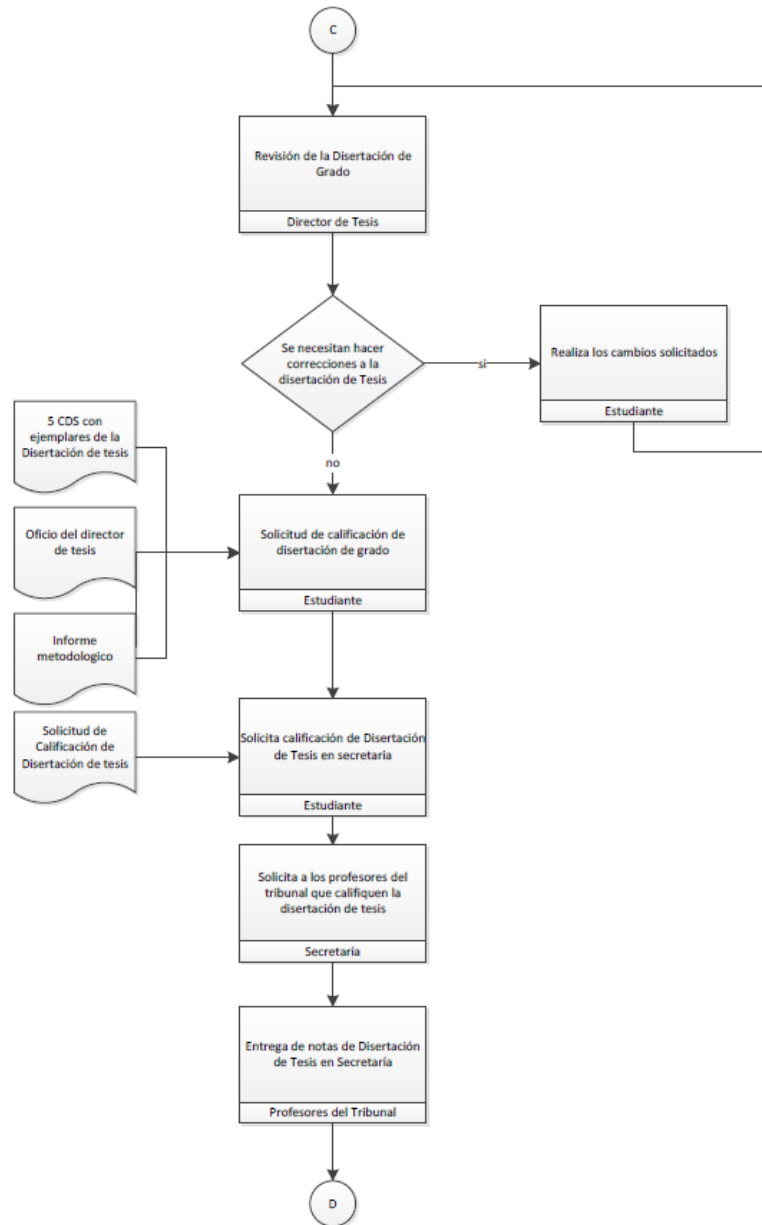 C
Revisión de la Disertación de
Grado
Director de Tesis
Se necesitan hacer
correcciones a la
disertación de Tesis
si
Realiza los cambios solicitados
Estudiante
no
5 CDS con
ejemplares de la
Disertación de tesis
Oficio del director
de tesis
Informe
metodologico
Solicitud de calificación de
disertación de grado
Estudiante
Solicitud de
Calificación de
Disertación de tesis
Solicita calificación de Disertación
de Tesis en secretaria
Estudiante
Solicita a los profesores del
tribunal que califiquen la
disertación de tesis
Secretaría
Entrega de notas de Disertación
de Tesis en Secretaría
Profesores del Tribunal
D